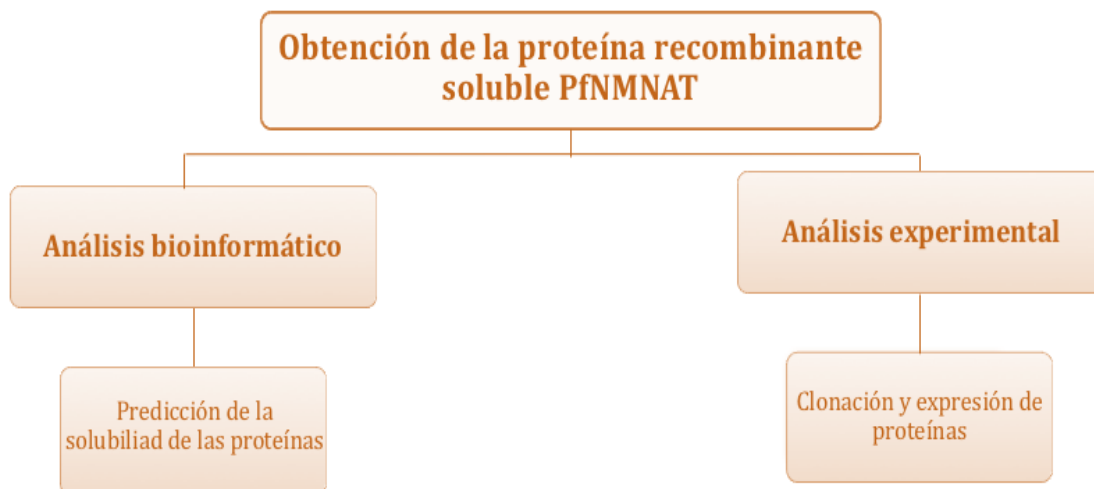 Obtención de la proteína recombinante
soluble PfNMNAT
Análisis bioinformático
Análisis experimental
Predicción de la
solubiliad de las proteínas
Clonación y expresión de
proteínas